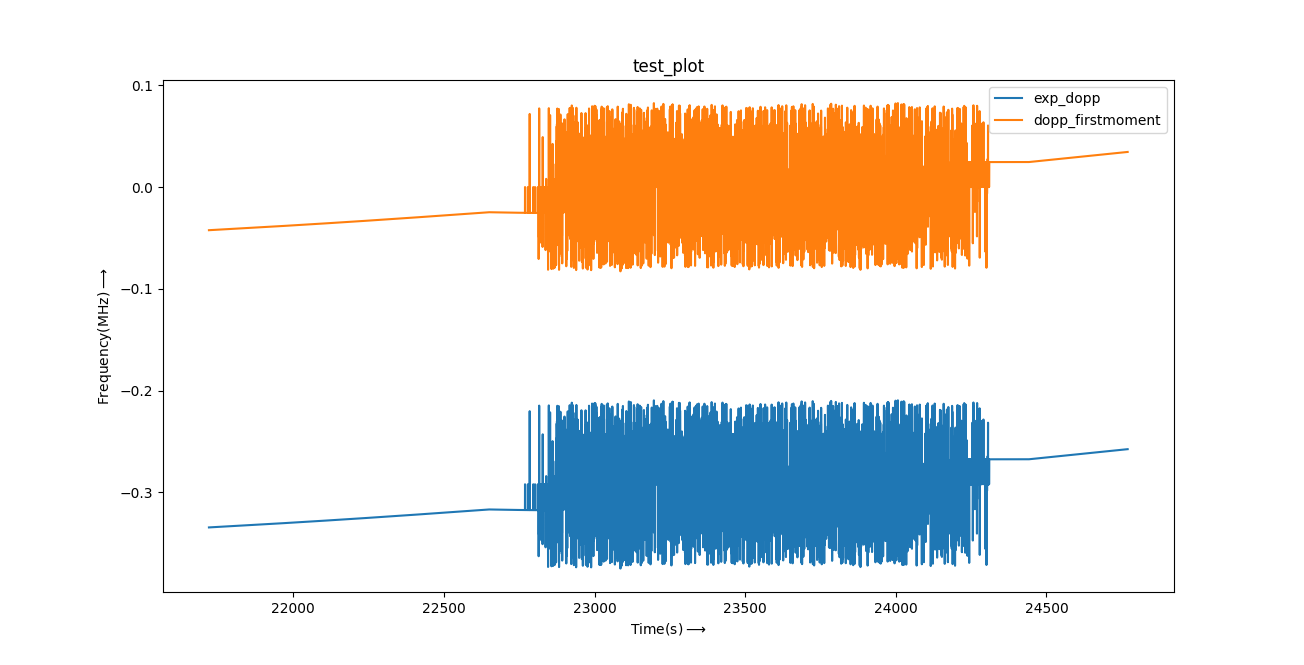 test_plot
exp_dopp
dopp_firstmoment
0.1
0.0
−0.1
−0.2
−0.3
Frequency(MHz) ⟶
22000 22500 23000 23500 24000 24500
Time(s) ⟶